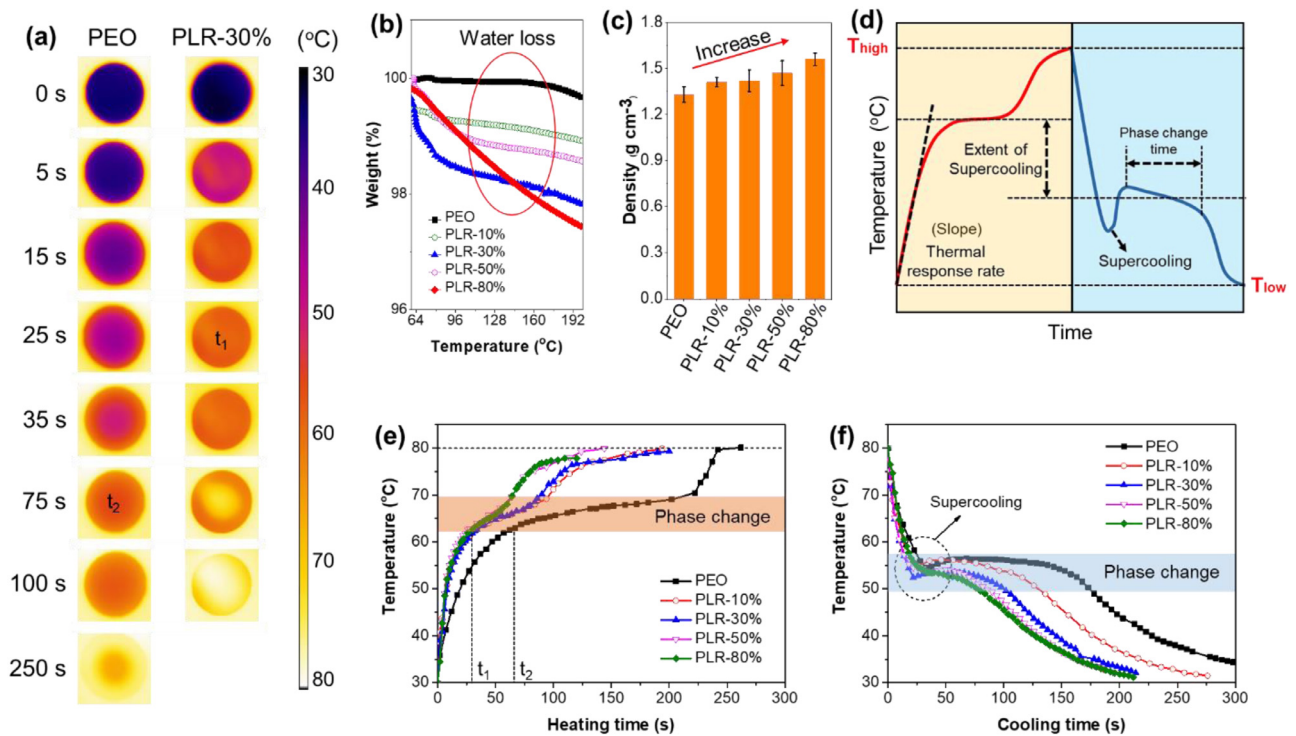 (a) PEO PLR-30% (°C)
0 s
5 s
15 s
25 s
35 s
75 s
100 s
250 s
t1
t2
30
40
50
60
70
80
(b)
Water loss
100
98
96
Weight (%)
PEO
PLR-10%
PLR-30%
PLR-50%
PLR-80%
64 96 128 160 192
Temperature (°C)
(c)
Increase
1.8
1.5
1.2
0.9
0.6
0.3
0.0
Density (g cm-3)
PEO
PLR-10%
PLR-30%
PLR-50%
PLR-80%
(d)
Thigh
Temperature (°C)
Extent of
Supercooling
Phase change
time
(Slope)
Thermal
response rate
Supercooling
Tlow
Time
(e)
90
80
70
60
50
40
30
Temperature (°C)
Phase change
PEO
PLR-10%
PLR-30%
PLR-50%
PLR-80%
t1
t2
0 50 100 150 200 250 300
Heating time (s)
(f)
90
80
70
60
50
40
30
Temperature (°C)
PEO
PLR-10%
PLR-30%
PLR-50%
PLR-80%
Supercooling
Phase change
0 50 100 150 200 250 300
Cooling time (s)